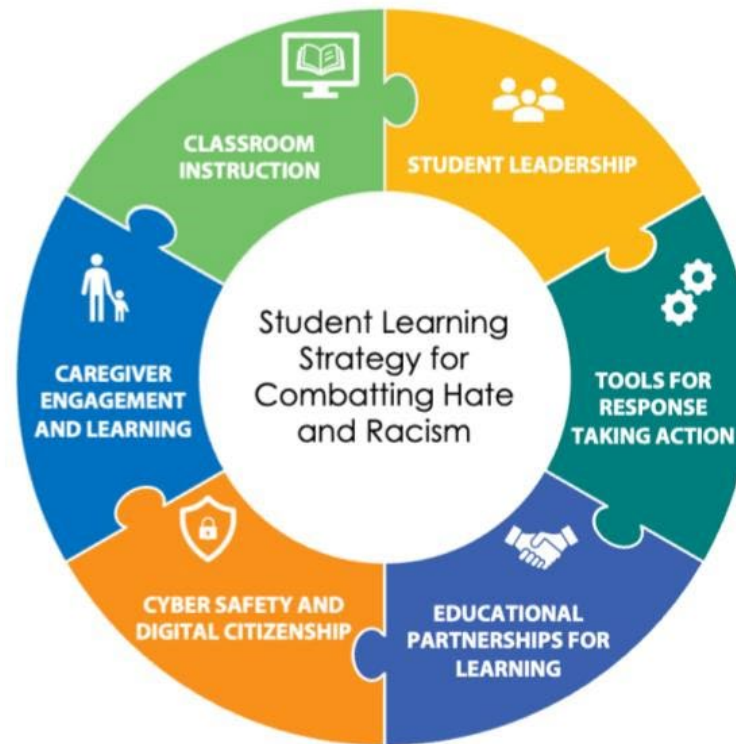 CLASSROOM
INSTRUCTION
STUDENT LEADERSHIP
TOOLS FOR
RESPONSE
TAKING ACTION
EDUCATIONAL
PARTNERSHIPS FOR
LEARNING
CYBER SAFETY AND
DIGITAL CITIZENSHIP
CAREGIVER
ENGAGEMENT
AND LEARNING
Student Learning
Strategy for
Combatting Hate
and Racism